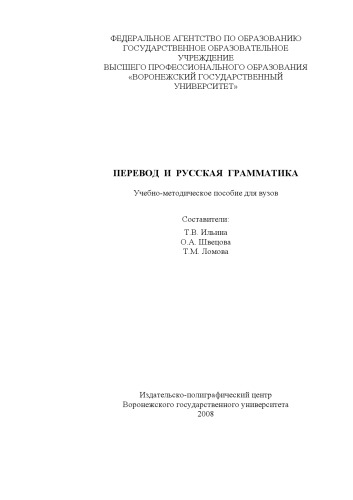 ФЕДЕРАЛЬНОЕ АГЕНТСТВО ПО ОБРАЗОВАНИЮ
ГОСУДАРСТВЕННОЕ ОБРАЗОВАТЕЛЬНОЕ
УЧРЕЖДЕНИЕ
ВЫСШЕГО ПРОФЕССИОНАЛЬНОГО ОБРАЗОВАНИЯ
«ВОРОНЕЖСКИЙ ГОСУДАРСТВЕННЫЙ
УНИВЕРСИТЕТ»
ПЕРЕВОД И РУССКАЯ ГРАММАТИКА
Учебно-методическое пособие для вузов
Составители:
Т.В. Ильина
О.А. Швецова
Т.М. Ломова
Издательско-полиграфический центр
Воронежского государственного университета
2008